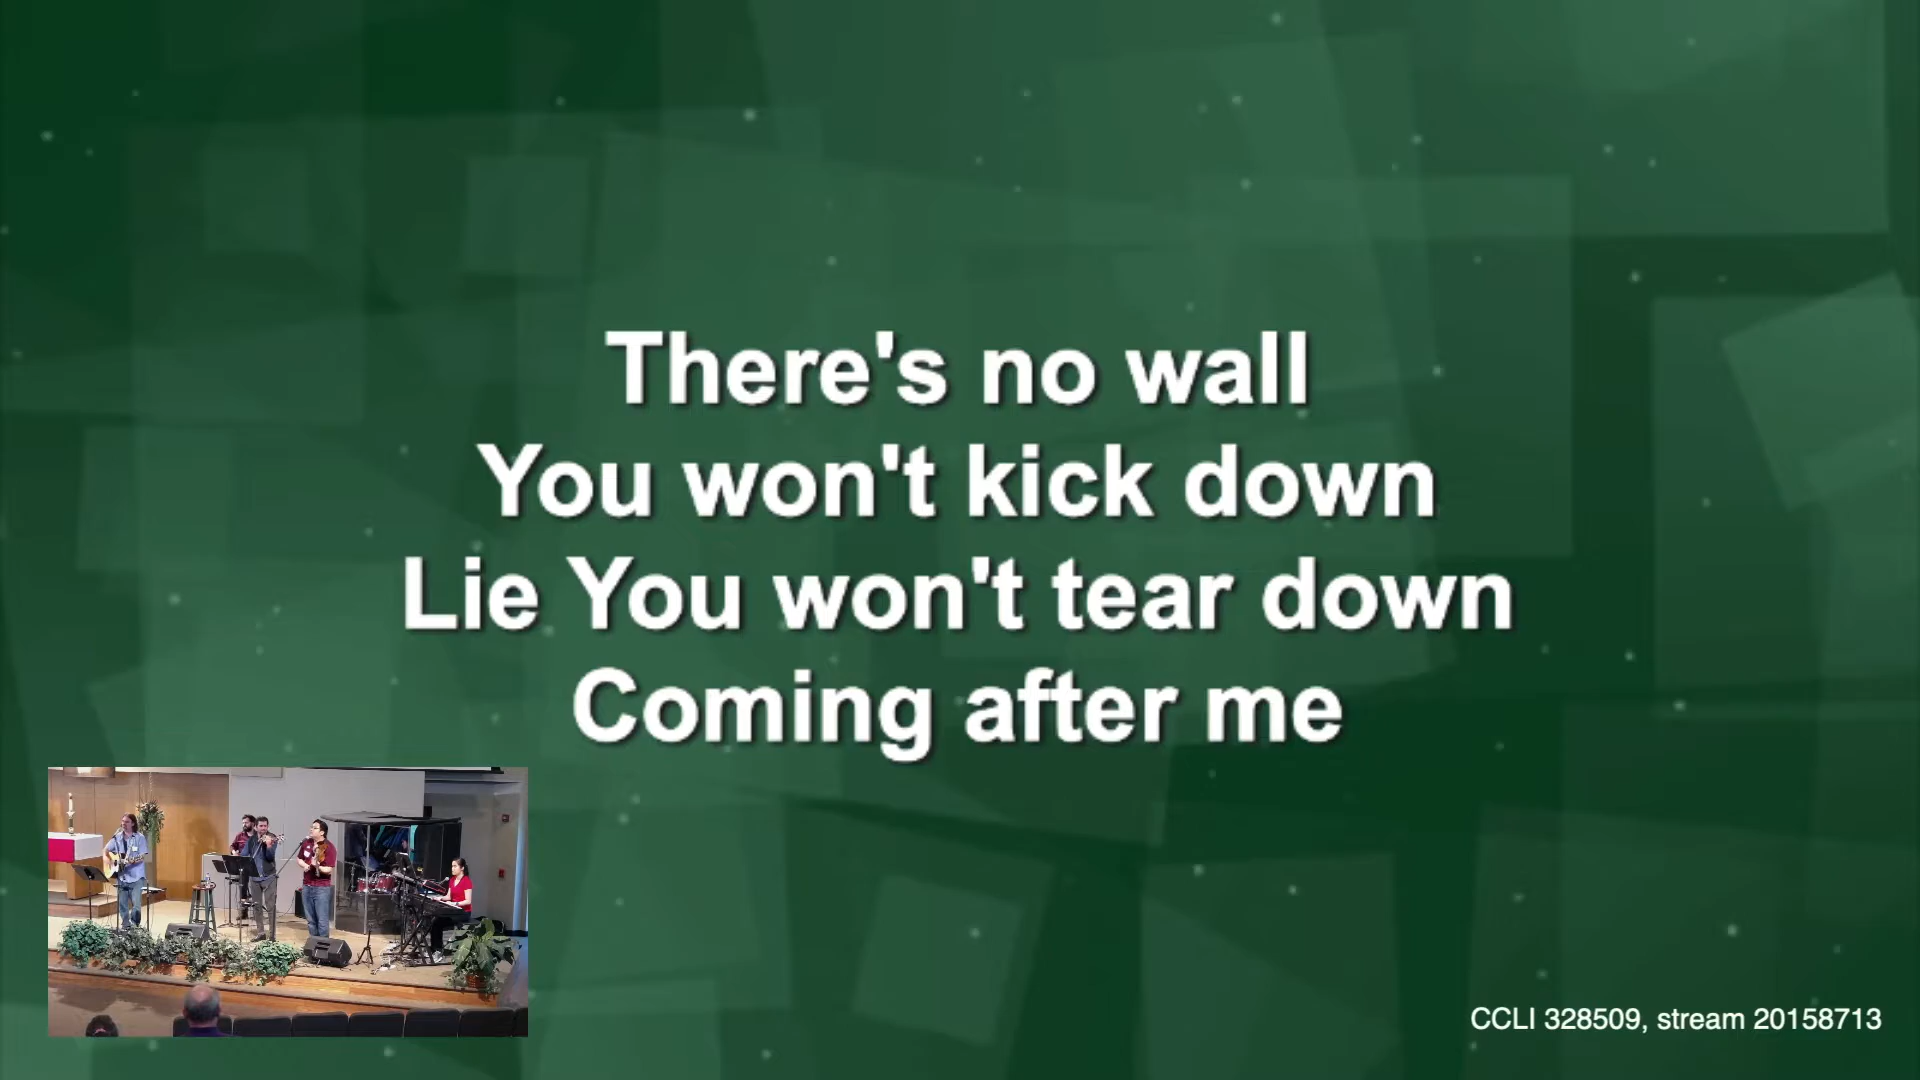 There's no wall
You won't kick down
Lie You won't tear down
Coming after me
CCLI 328509, stream 20158713